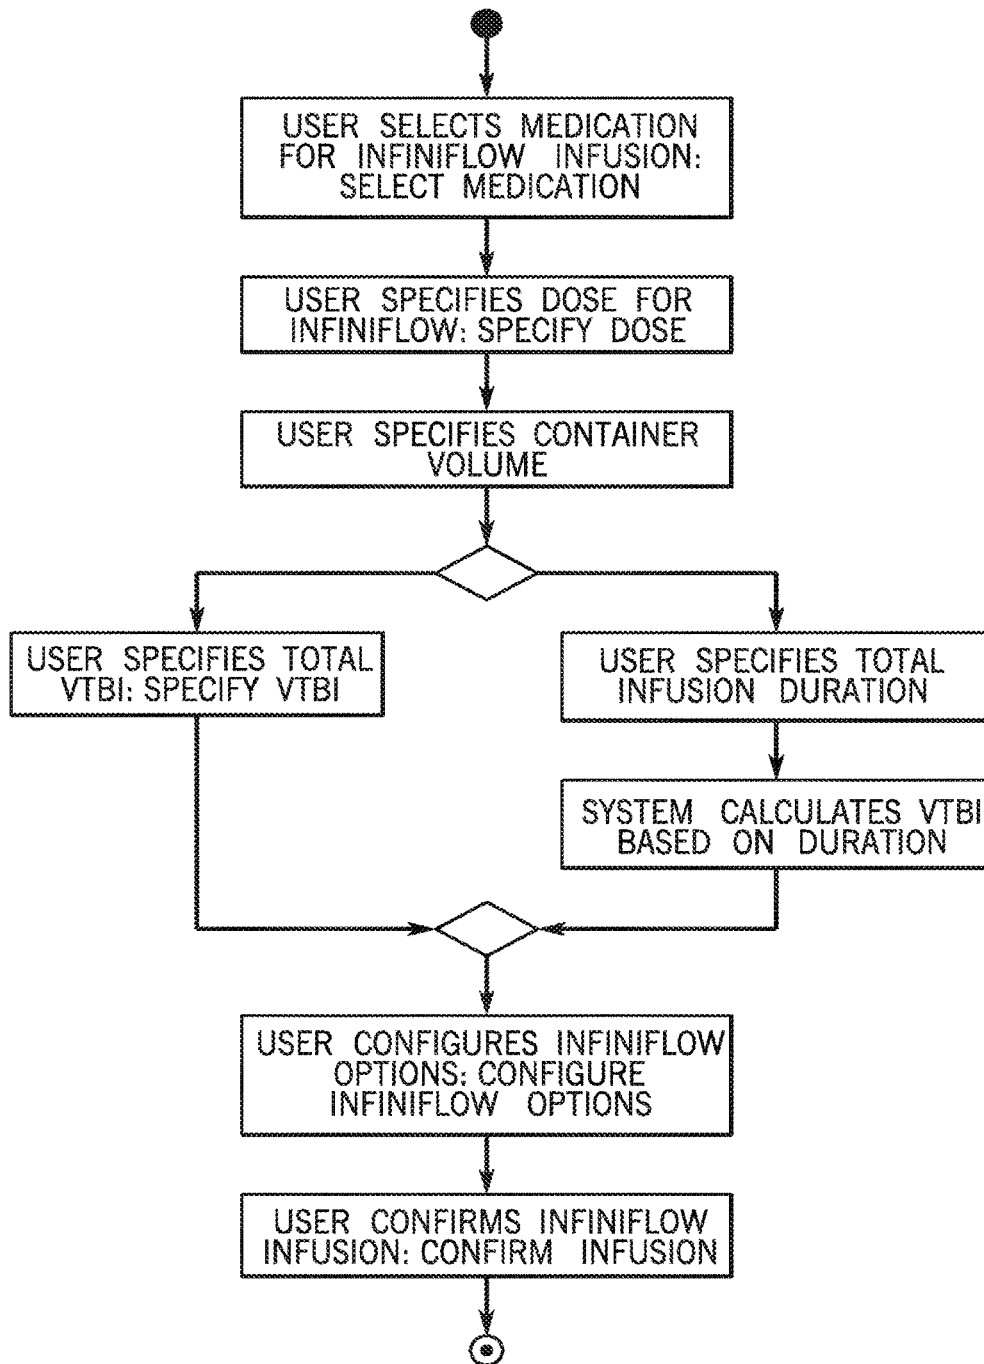 USER SELECTS MEDICATION
FOR INFINIFLOW INFUSION:
SELECT MEDICATION
USER SPECIFIES DOSE FOR
INFINIFLOW: SPECIFY DOSE
USER SPECIFIES CONTAINER
VOLUME
USER SPECIFIES TOTAL
VTBI: SPECIFY VTBI
USER SPECIFIES TOTAL
INFUSION DURATION
SYSTEM CALCULATES VTBI
BASED ON DURATION
USER CONFIGURES INFINIFLOW
OPTIONS: CONFIGURE
INFINIFLOW OPTIONS
USER CONFIRMS INFINIFLOW
INFUSION: CONFIRM INFUSION